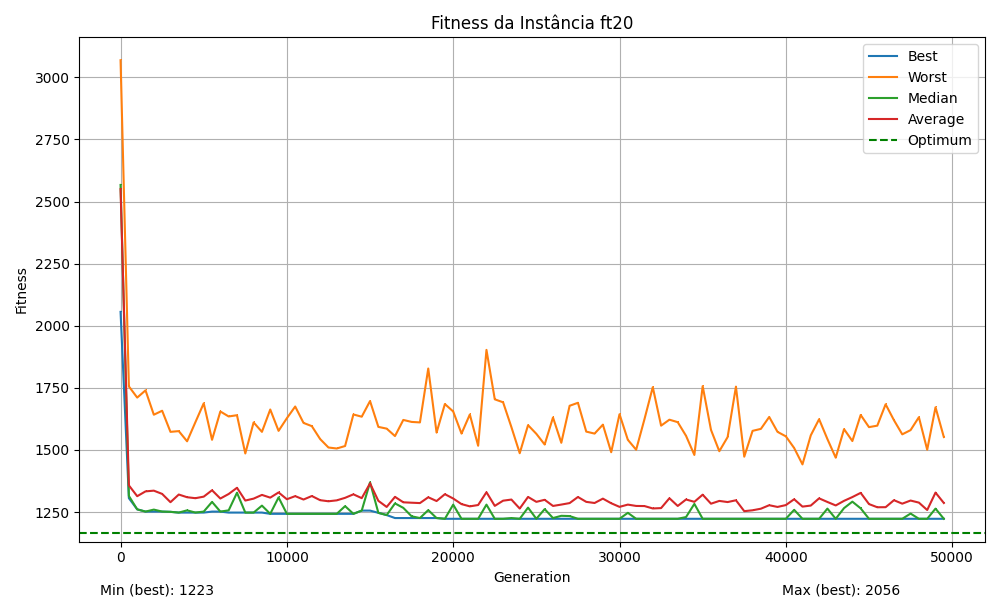 Fitness da Instância ft20
Best
Worst
Median
Average
Optimum
Fitness
3000
2750
2500
2250
2000
1750
1500
1250
0
10000
20000
30000
40000
50000
Generation
Min (best): 1223
Max (best): 2056